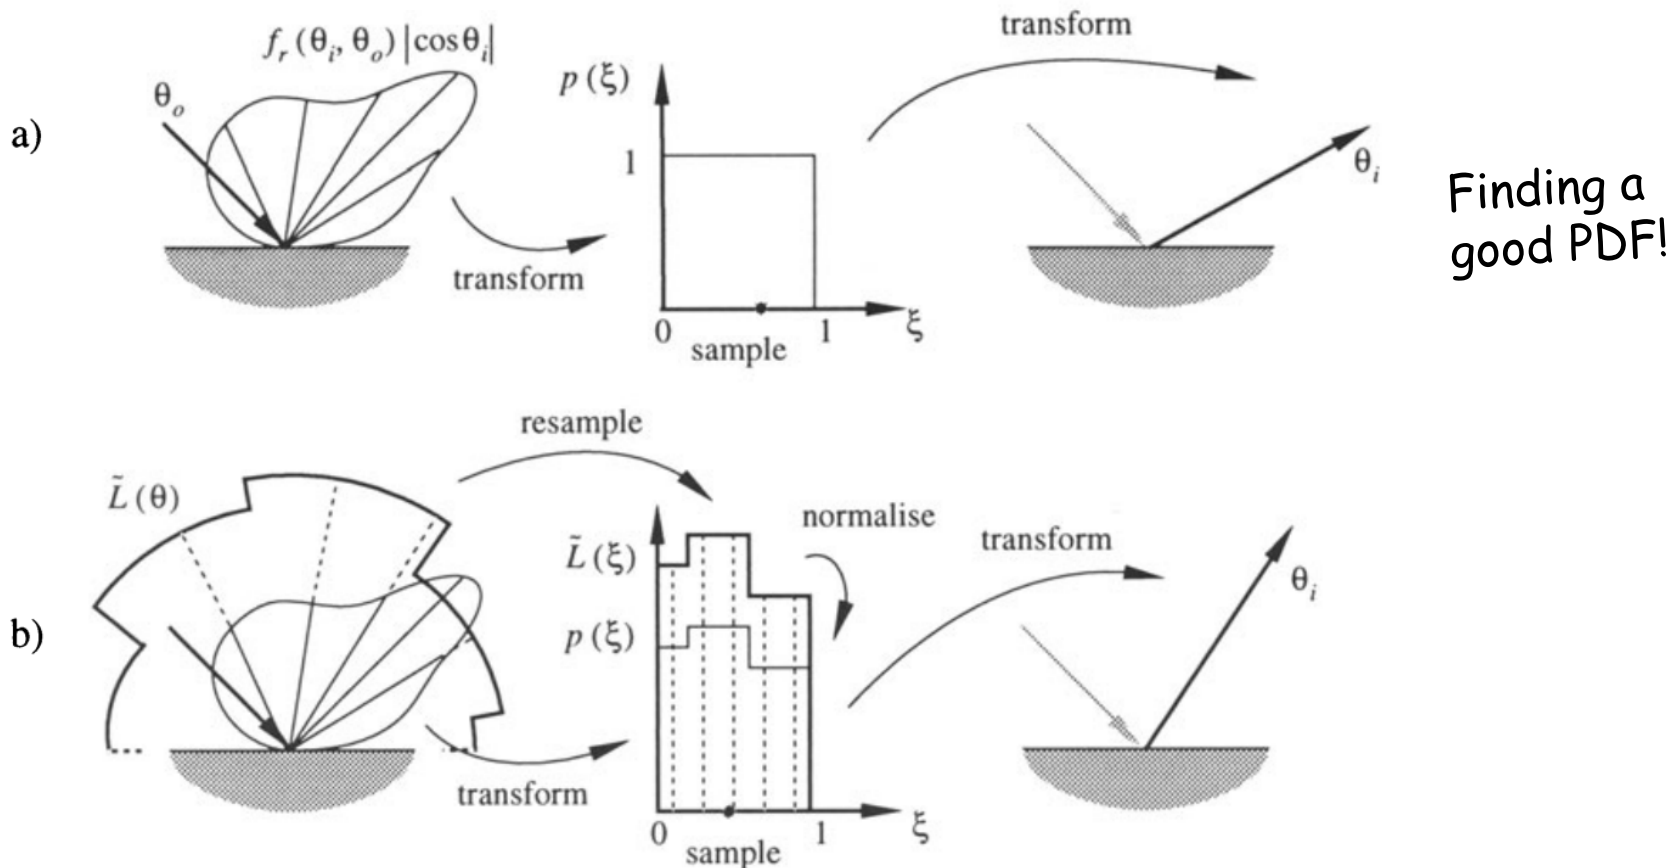 a)
f_r (θ_i, θ_o) |cos θ_i|
θ_o
transform
p (ξ)
1
0
1
ξ
sample
transform
θ_i
Finding a
good PDF!
b)
L̃ (θ)
resample
transform
L̃ (ξ)
p (ξ)
normalise
0
1
ξ
sample
transform
θ_i